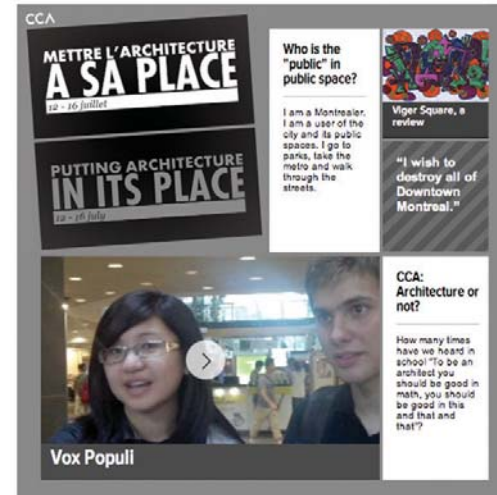 CCA
METTRE L'ARCHITECTURE
A SA PLACE
12 - 16 juillet
PUTTING ARCHITECTURE
IN ITS PLACE
12 - 16 july
Who is the
"public" in
public space?
I am a Montrealer.
I am a user of the
city and its public
spaces. I go to
parks, take the
metro and walk
through the
streets.
Viger Square, a
review
"I wish to
destroy all of
Downtown
Montreal."
Vox Populi
CCA:
Architecture or
not?
How many times
have we heard in
school "To be an
architect you
should be good in
math, you should
be good in this
and that and
that"?